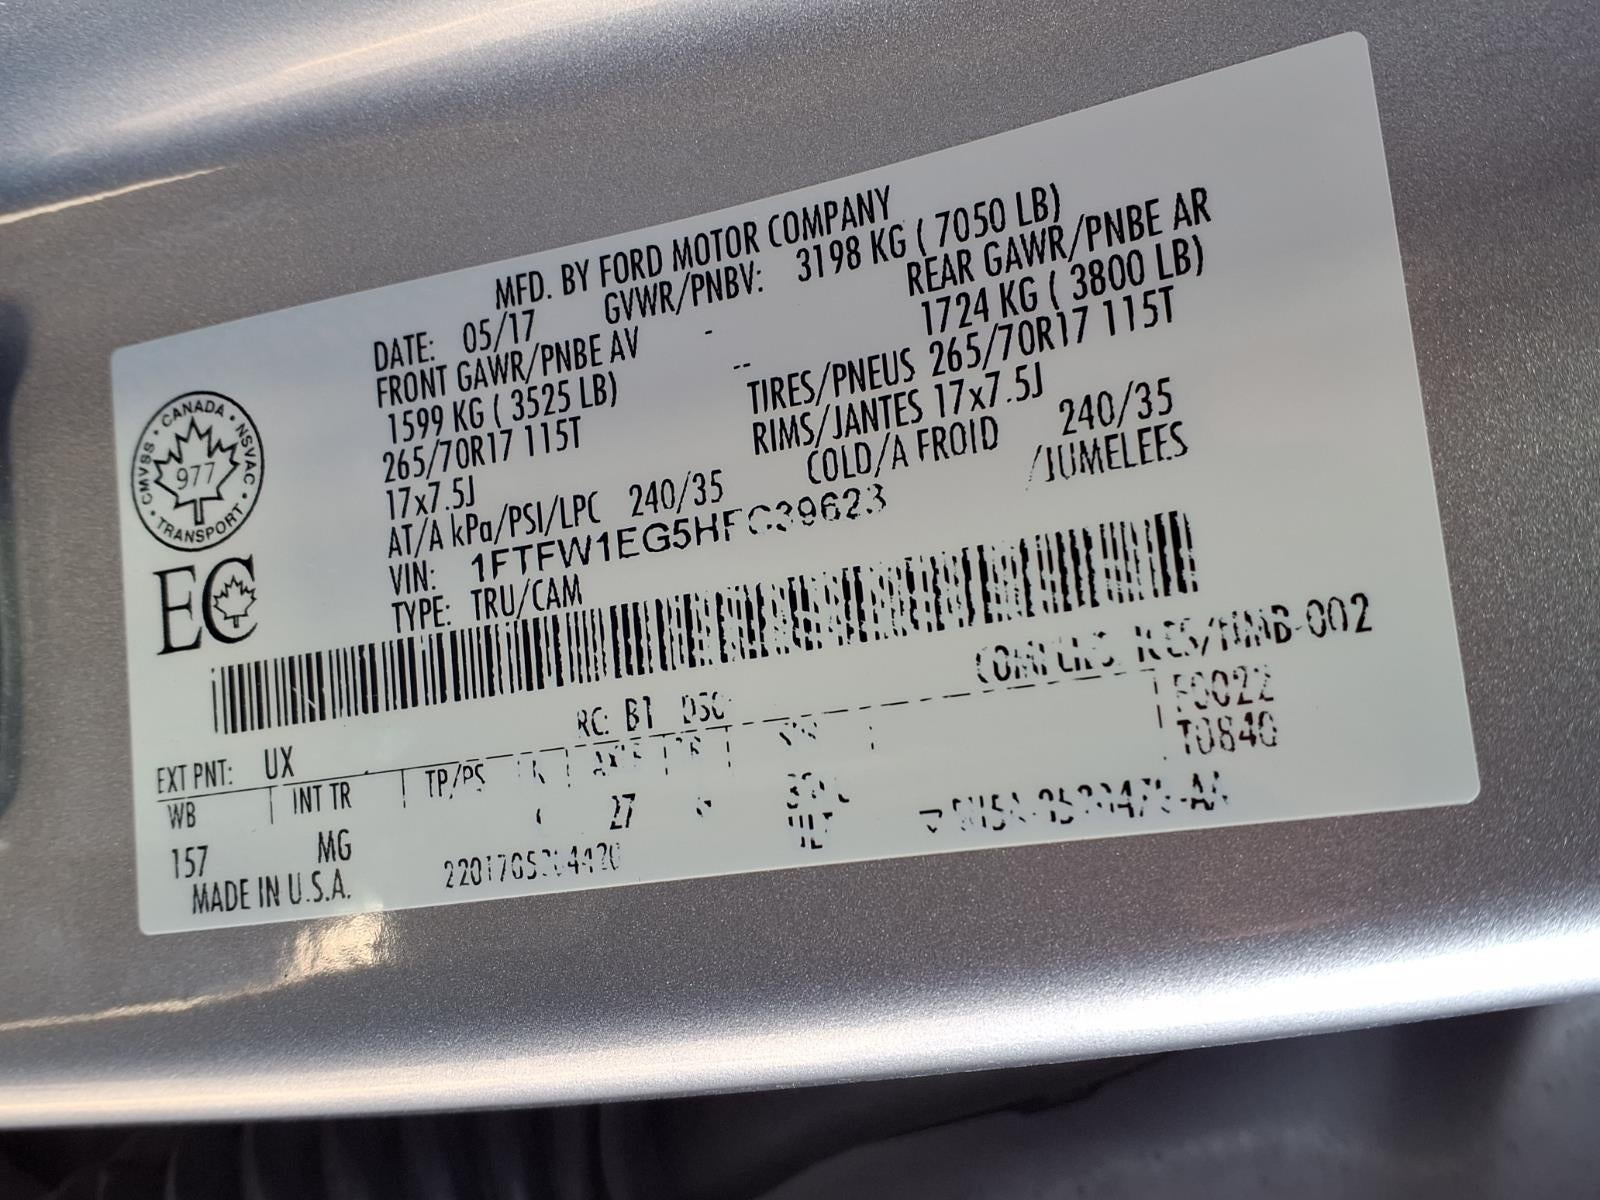 MFD. BY FORD MOTOR COMPANY
DATE: 05/17 GVWR/PNBV: 3198 KG ( 7050 LB)
FRONT GAWR/PNBE AV - REAR GAWR/PNBE AR
1599 KG ( 3525 LB) -- 1724 KG ( 3800 LB)
265/70R17 115T TIRES/PNEUS 265/70R17 115T
17x7.5J RIMS/JANTES 17x7.5J
AT/A kPa/PSI/LPC 240/35 COLD/A FROID 240/35
VIN: /JUMELEES
TYPE: TRU/CAM
CMVSS • CANADA • NSVAC • TRANSPORT •
977
EC
RC: B1 DSO:
EXT PNT: UX T0840
WB INT TR TP/PS
157 MG 27
MADE IN U.S.A.